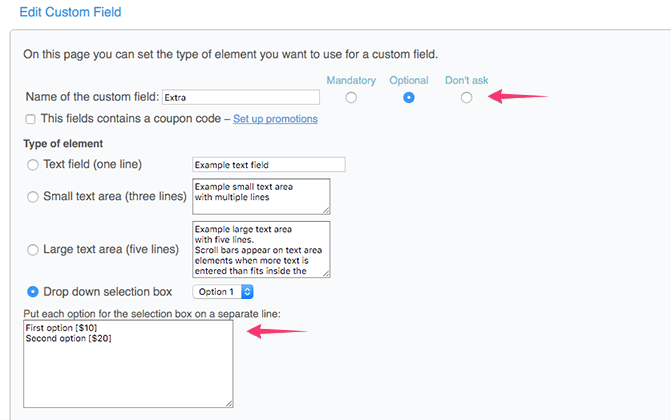 Edit Custom Field
On this page you can set the type of element you want to use for a custom field.
Mandatory Optional Don't ask
Name of the custom field: Extra
This fields contains a coupon code – Set up promotions
Type of element
Text field (one line) Example text field
Small text area (three lines) Example small text area
with multiple lines
Large text area (five lines) Example large text area
with five lines.
Scroll bars appear on text area
elements when more text is
entered than fits inside the
Drop down selection box Option 1
Put each option for the selection box on a separate line:
First option [$10]
Second option [$20]